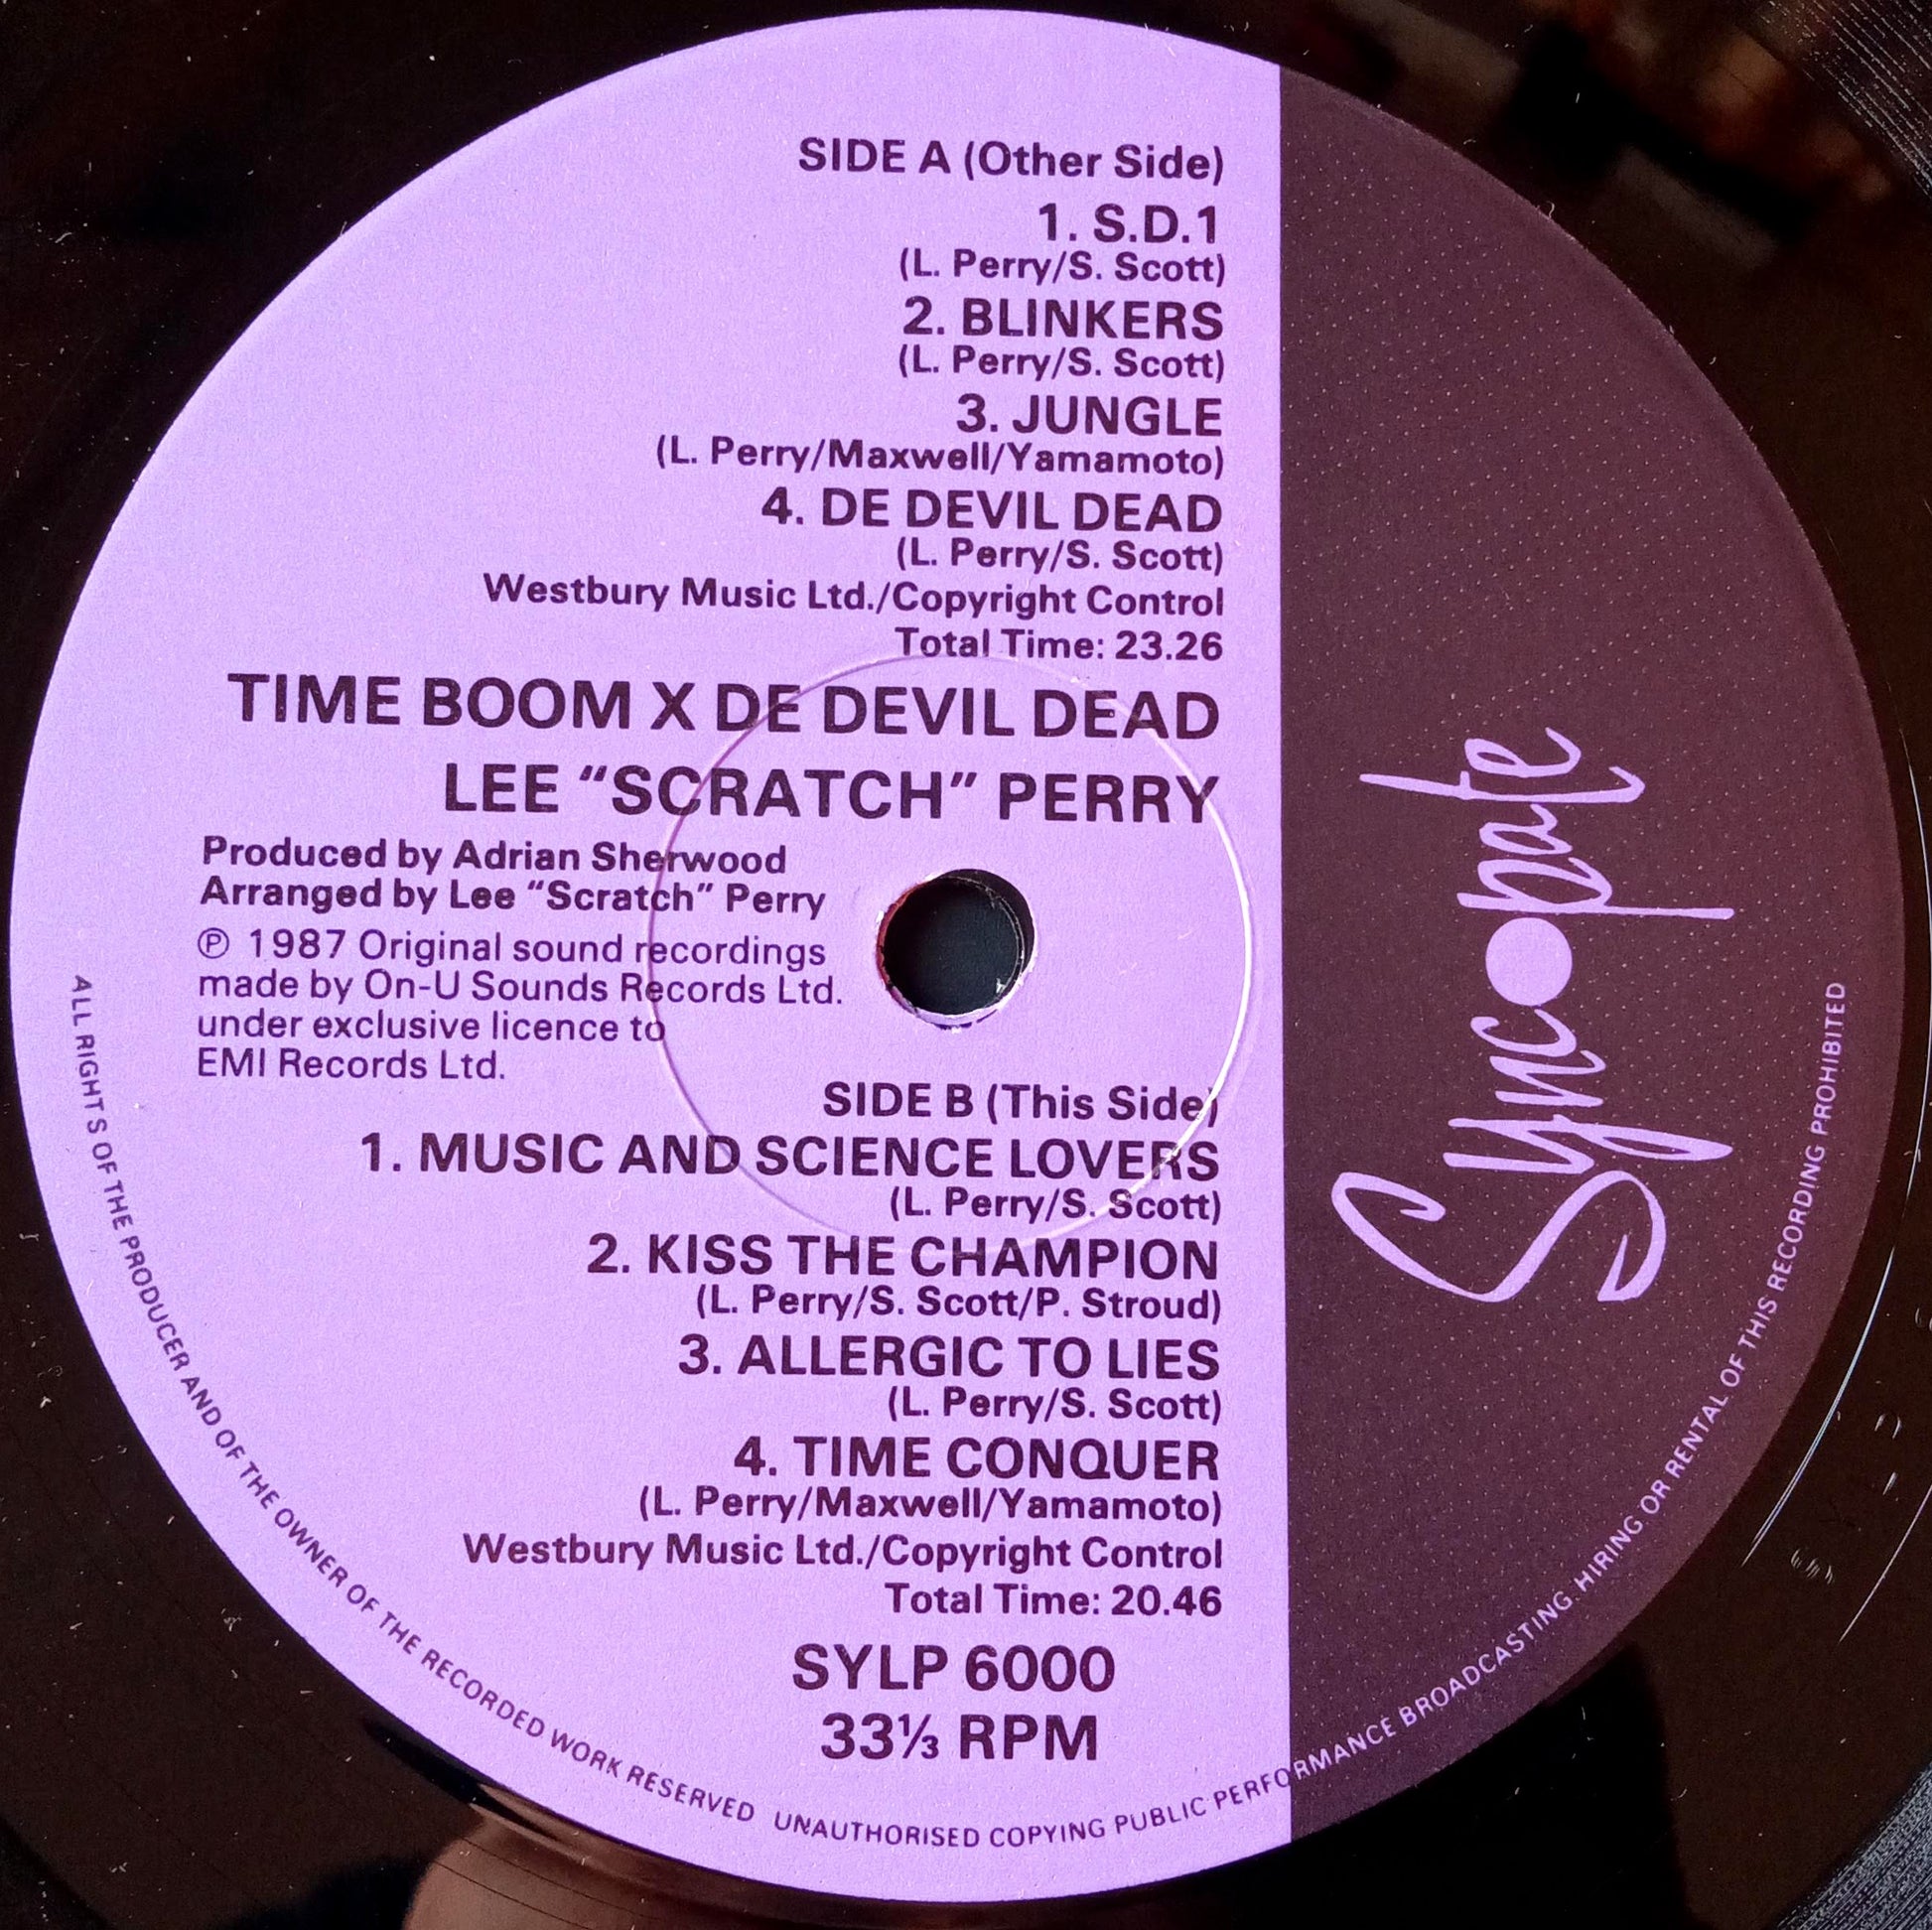 SIDE A (Other Side)
1. S.D.1
(L. Perry/S. Scott)
2. BLINKERS
(L. Perry/S. Scott)
3. JUNGLE
(L. Perry/Maxwell/Yamamoto)
4. DE DEVIL DEAD
(L. Perry/S. Scott)
Westbury Music Ltd./Copyright Control
Total Time: 23.26
TIME BOOM X DE DEVIL DEAD
LEE “SCRATCH” PERRY
Produced by Adrian Sherwood
Arranged by Lee “Scratch” Perry
℗ 1987 Original sound recordings
made by On-U Sounds Records Ltd.
under exclusive licence to
EMI Records Ltd.
SIDE B (This Side)
1. MUSIC AND SCIENCE LOVERS
(L. Perry/S. Scott)
2. KISS THE CHAMPION
(L. Perry/S. Scott/P. Stroud)
3. ALLERGIC TO LIES
(L. Perry/S. Scott)
4. TIME CONQUER
(L. Perry/Maxwell/Yamamoto)
Westbury Music Ltd./Copyright Control
Total Time: 20.46
SYLP 6000
33⅓ RPM
Syncopate
ALL RIGHTS OF THE PRODUCER AND OF THE OWNER OF THE RECORDED WORK RESERVED UNAUTHORISED COPYING PUBLIC PERFORMANCE BROADCASTING HIRING OR RENTAL OF THIS RECORDING PROHIBITED